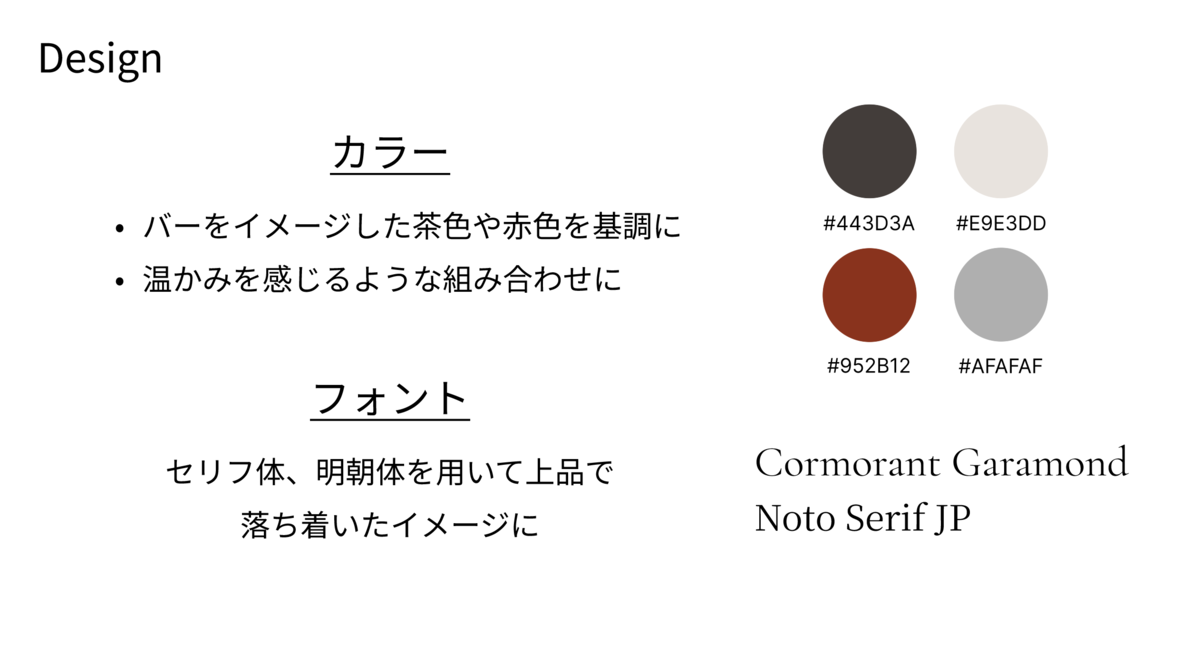 Design
カラー
• バーをイメージした茶色や赤色を基調に
• 温かみを感じるような組み合わせに
#443D3A
#E9E3DD
#952B12
#AFAFAF
フォント
セリフ体、明朝体を用いて上品で
落ち着いたイメージに
Cormorant Garamond
Noto Serif JP